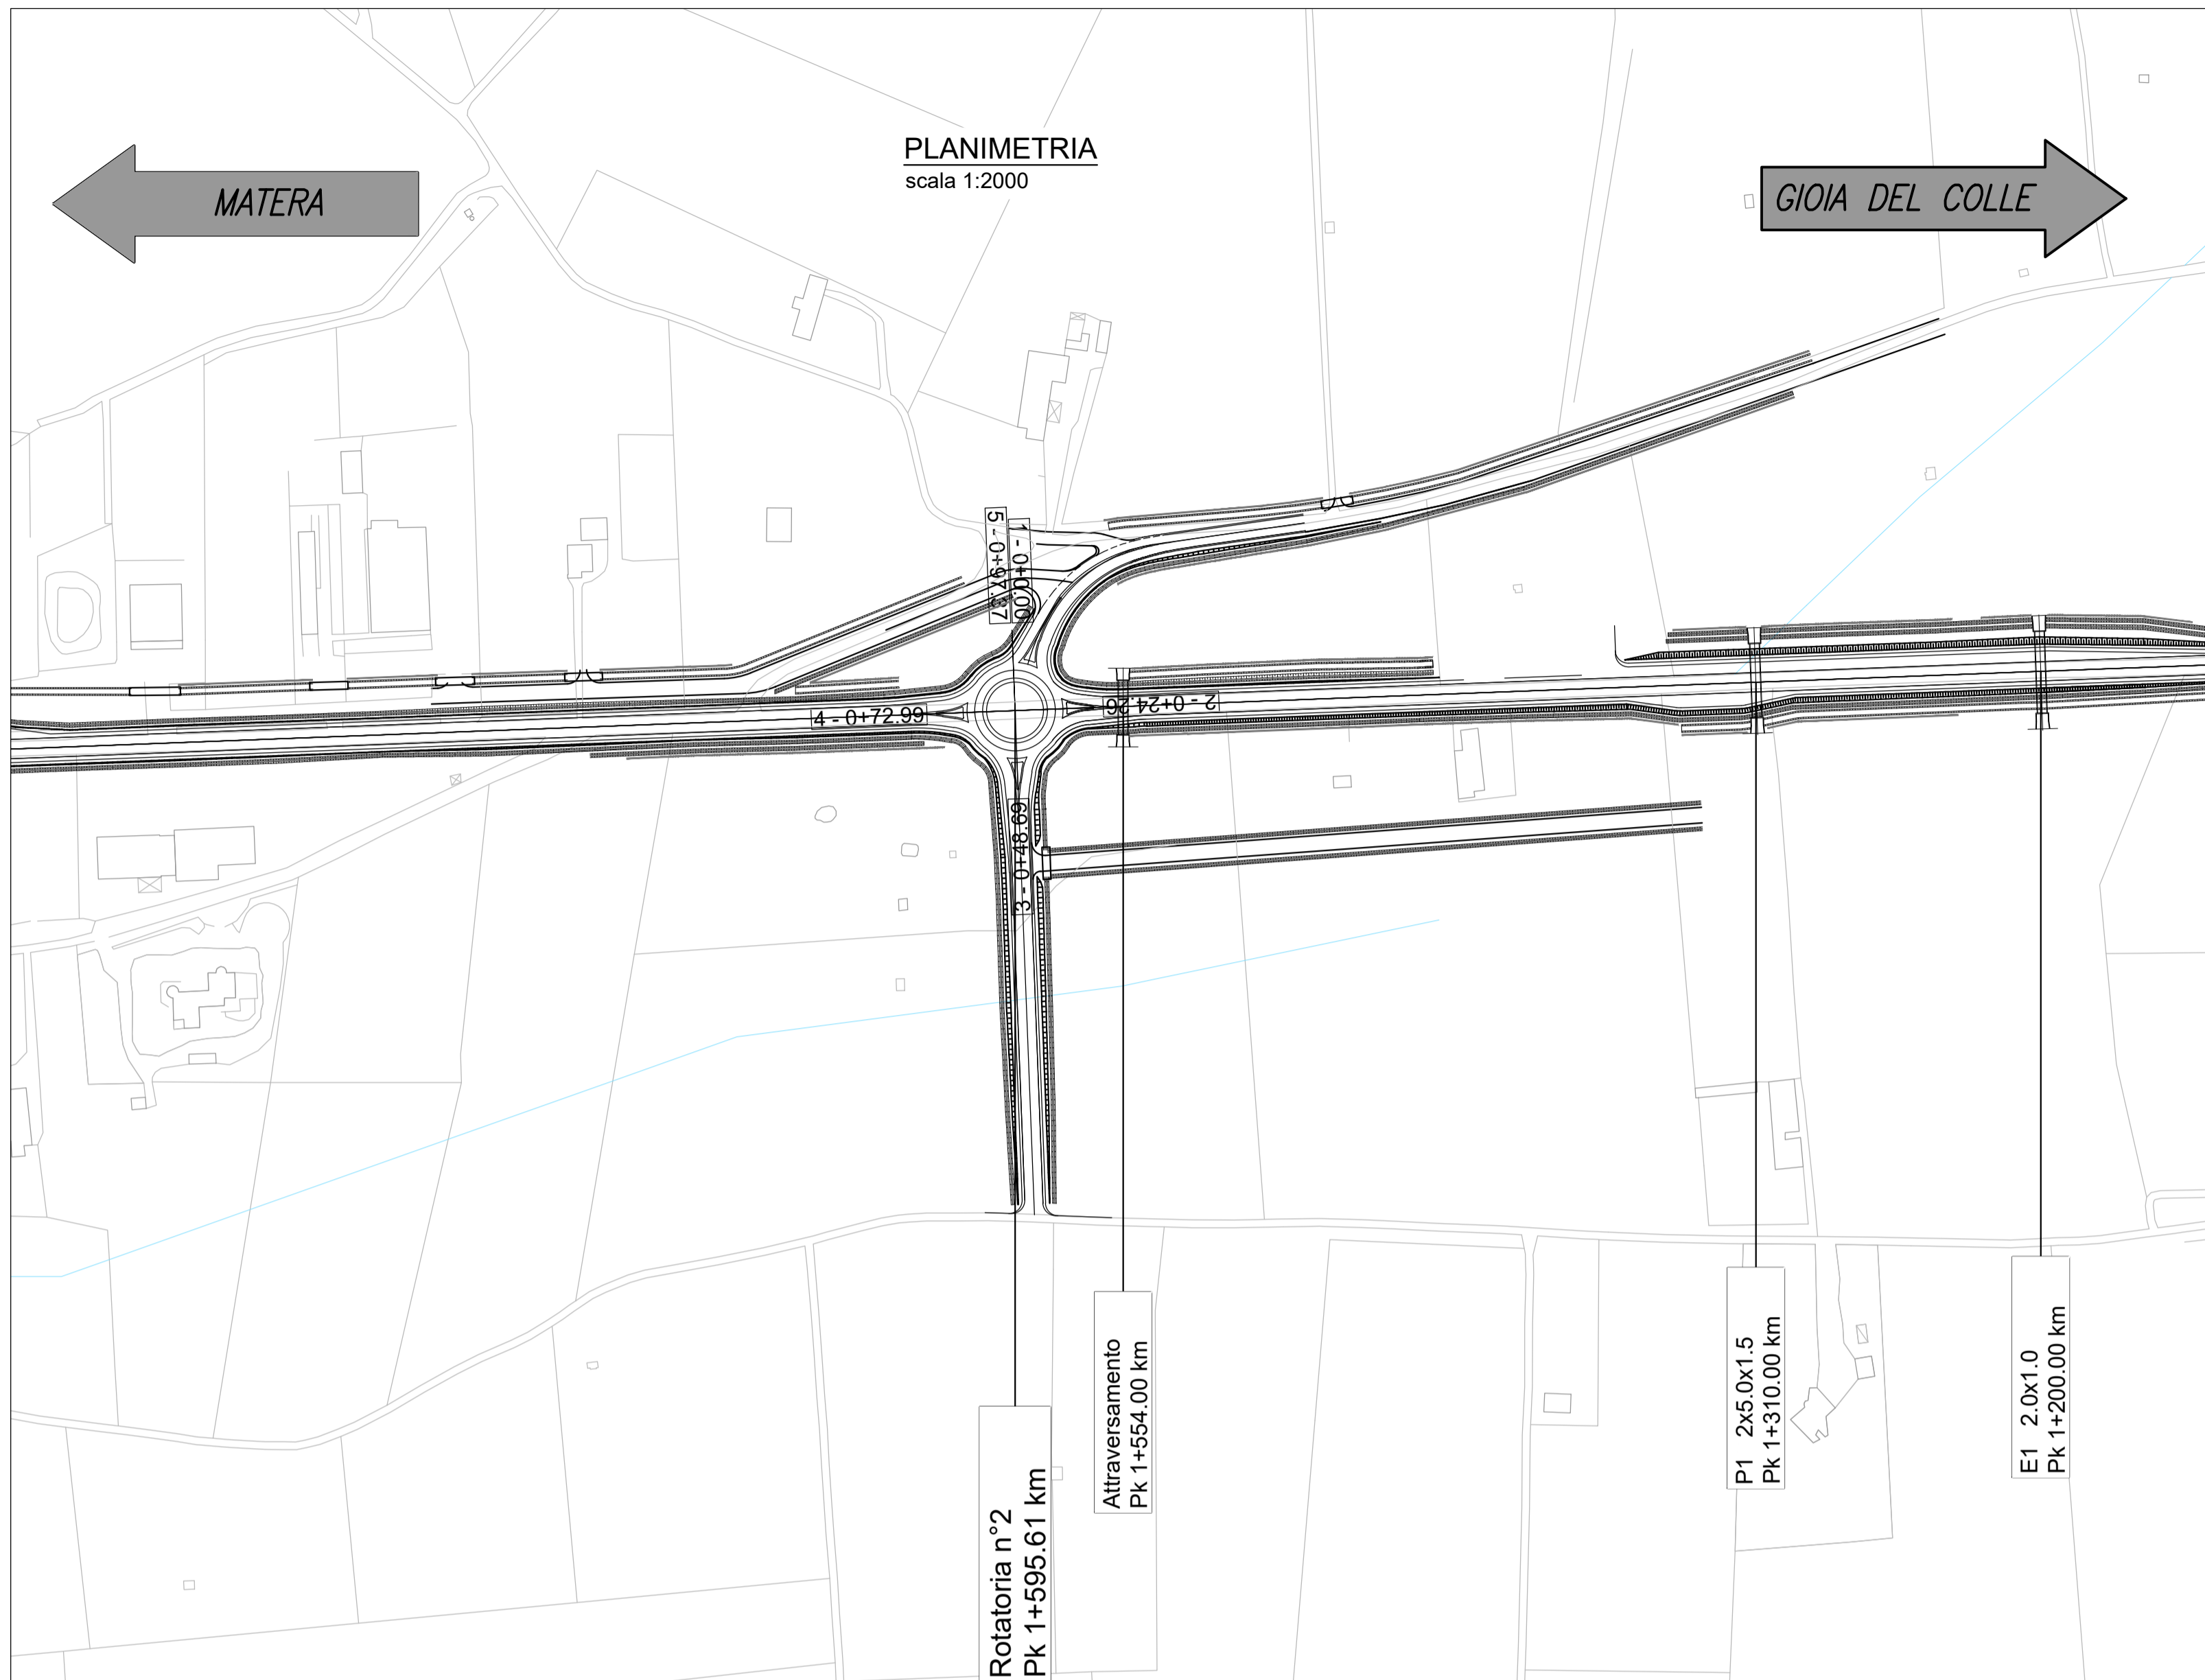 PLANIMETRIA
scala 1:2000
MATERA
GIOIA DEL COLLE
5 - 0+97.37
1 - 0+0.00
4 - 0+72.99
2 - 0+24.26
3 - 0+48.69
Rotatoria n°2
Pk 1+595.61 km
Attraversamento
Pk 1+554.00 km
P1 2x5.0x1.5
Pk 1+310.00 km
E1 2.0x1.0
Pk 1+200.00 km